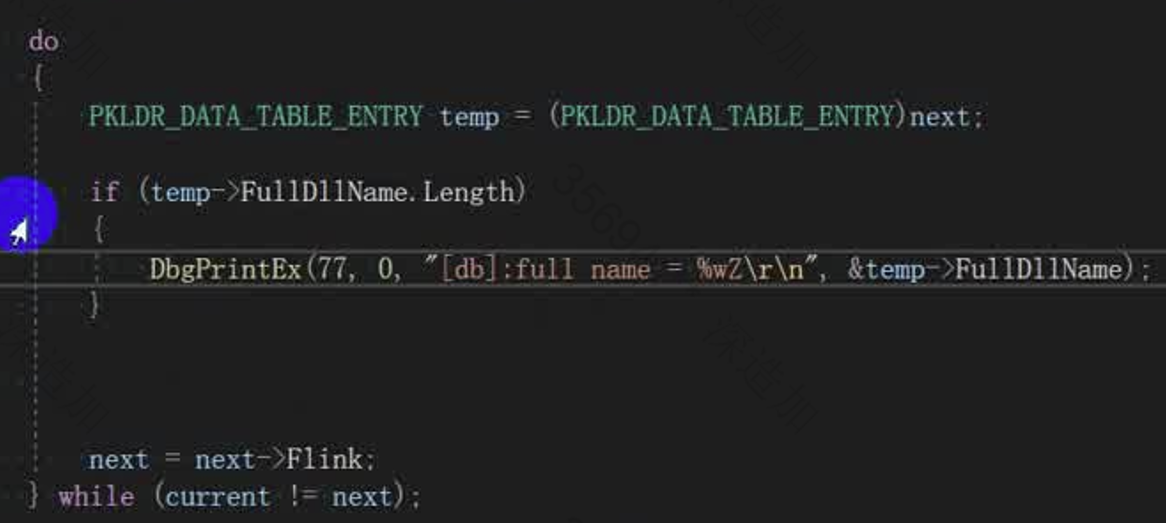 do
{
PKLDR_DATA_TABLE_ENTRY temp = (PKLDR_DATA_TABLE_ENTRY)next;
if (temp->FullDllName.Length)
{
DbgPrintEx(77, 0, "[db]:full name = %wZ\r\n", &temp->FullDllName);
}
next = next->Flink;
} while (current != next);
3569